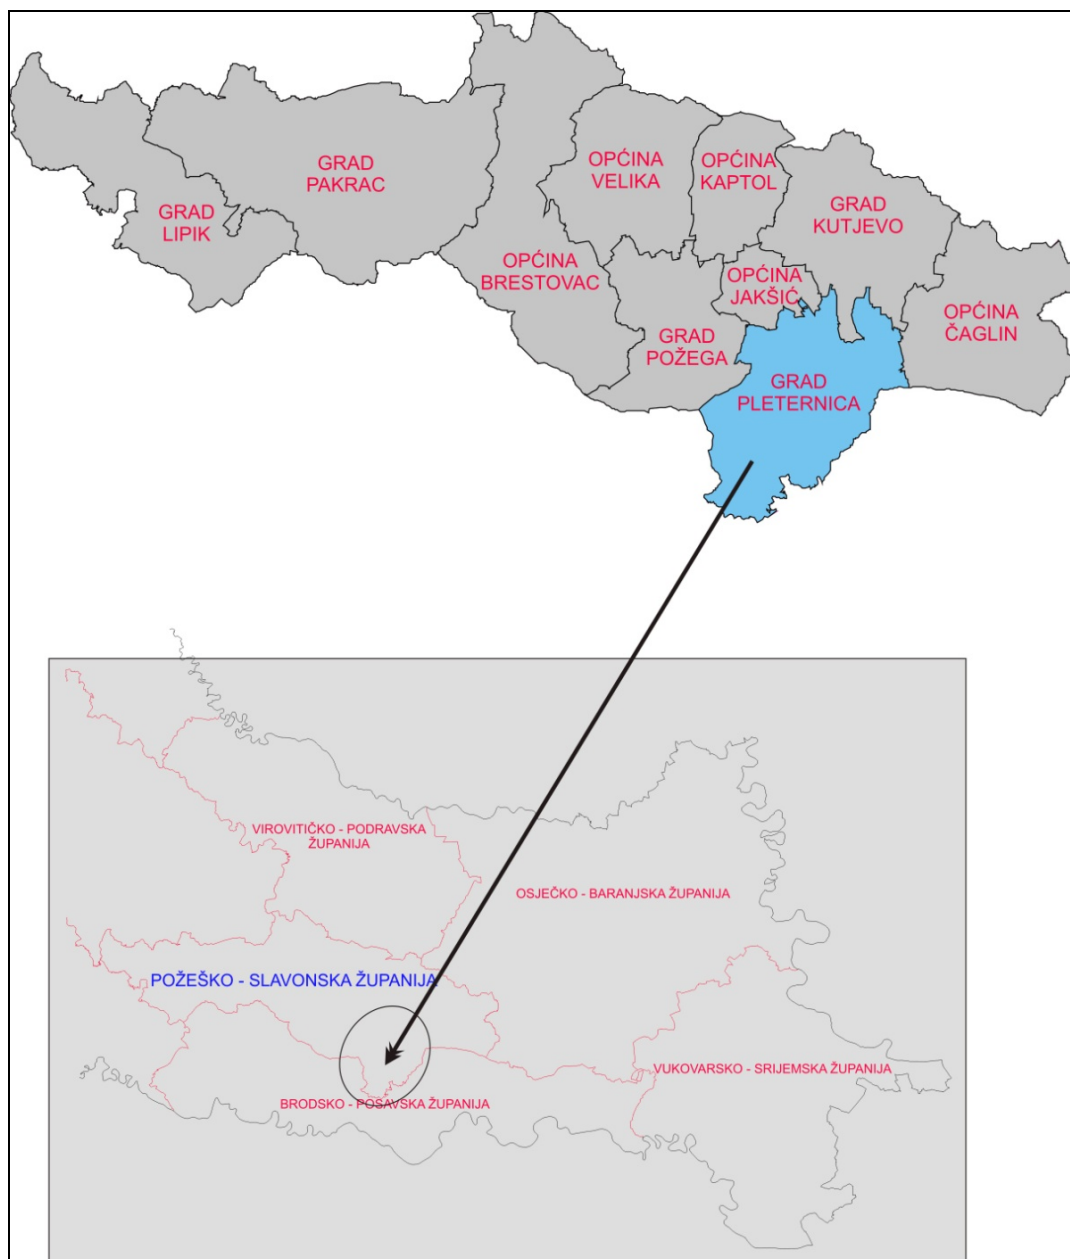 GRAD
PAKRAC
OPĆINA
VELIKA
OPĆINA
KAPTOL
GRAD
LIPIK
GRAD
KUTJEVO
OPĆINA
BRESTOVAC
OPĆINA
JAKŠIĆ
OPĆINA
ČAGLIN
GRAD
POŽEGA
GRAD
PLETERNICA
VIROVITIČKO - PODRAVSKA
ŽUPANIJA
OSJEČKO - BARANJSKA ŽUPANIJA
POŽEŠKO - SLAVONSKA ŽUPANIJA
VUKOVARSKO - SRIJEMSKA ŽUPANIJA
BRODSKO - POSAVSKA ŽUPANIJA